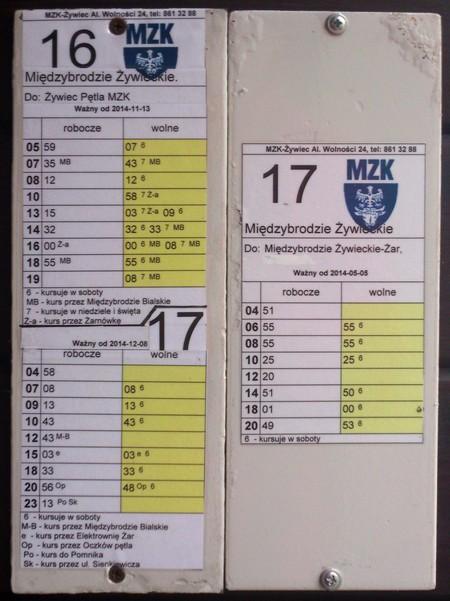 MZK-Żywiec Al. Wolności 24, tel: 861 32 88
16 MZK
Międzybrodzie Żywieckie.
Do: Żywiec Pętla MZK
Ważny od 2014-11-13
robocze wolne
05 59 07 6
07 35 MB 43 7 MB
08 12 12 6
10 58 7 Ż-a
13 15 03 7 Ż-a 09 6
14 32 32 6 33 7 MB
16 00 Ż-a 00 6 MB 08 7 MB
18 55 MB 55 6 MB
19 08 7 MB
6 - kursuje w soboty
MB - kurs przez Międzybrodzie Bialskie
7 - kursuje w niedziele i święta
Ż-a - kurs przez Żarnówkę
17
Ważny od 2014-12-08
robocze wolne
04 58
07 08 08 6
09 13 13 6
10 43 43 6
12 43 M-B
15 03 e 03 e 6
18 33 33 6
20 56 Op 48 Op 6
23 13 Po Sk
6 - kursuje w soboty
M-B - kurs przez Międzybrodzie Bialskie
e - kurs przez Elektrownię Żar
Op - kurs przez Oczków pętla
Po - kurs do Pomnika
Sk - kurs przez ul. Sienkiewicza
MZK-Żywiec Al. Wolności 24, tel: 861 32 88
17 MZK
Międzybrodzie Żywieckie
Do: Międzybrodzie Żywieckie-Żar,
Ważny od 2014-05-05
robocze wolne
04 51
06 55 55 6
08 55 55 6
10 25 25 6
12 20
14 51 50 6
18 01 00 6
20 49 53 6
6 - kursuje w soboty